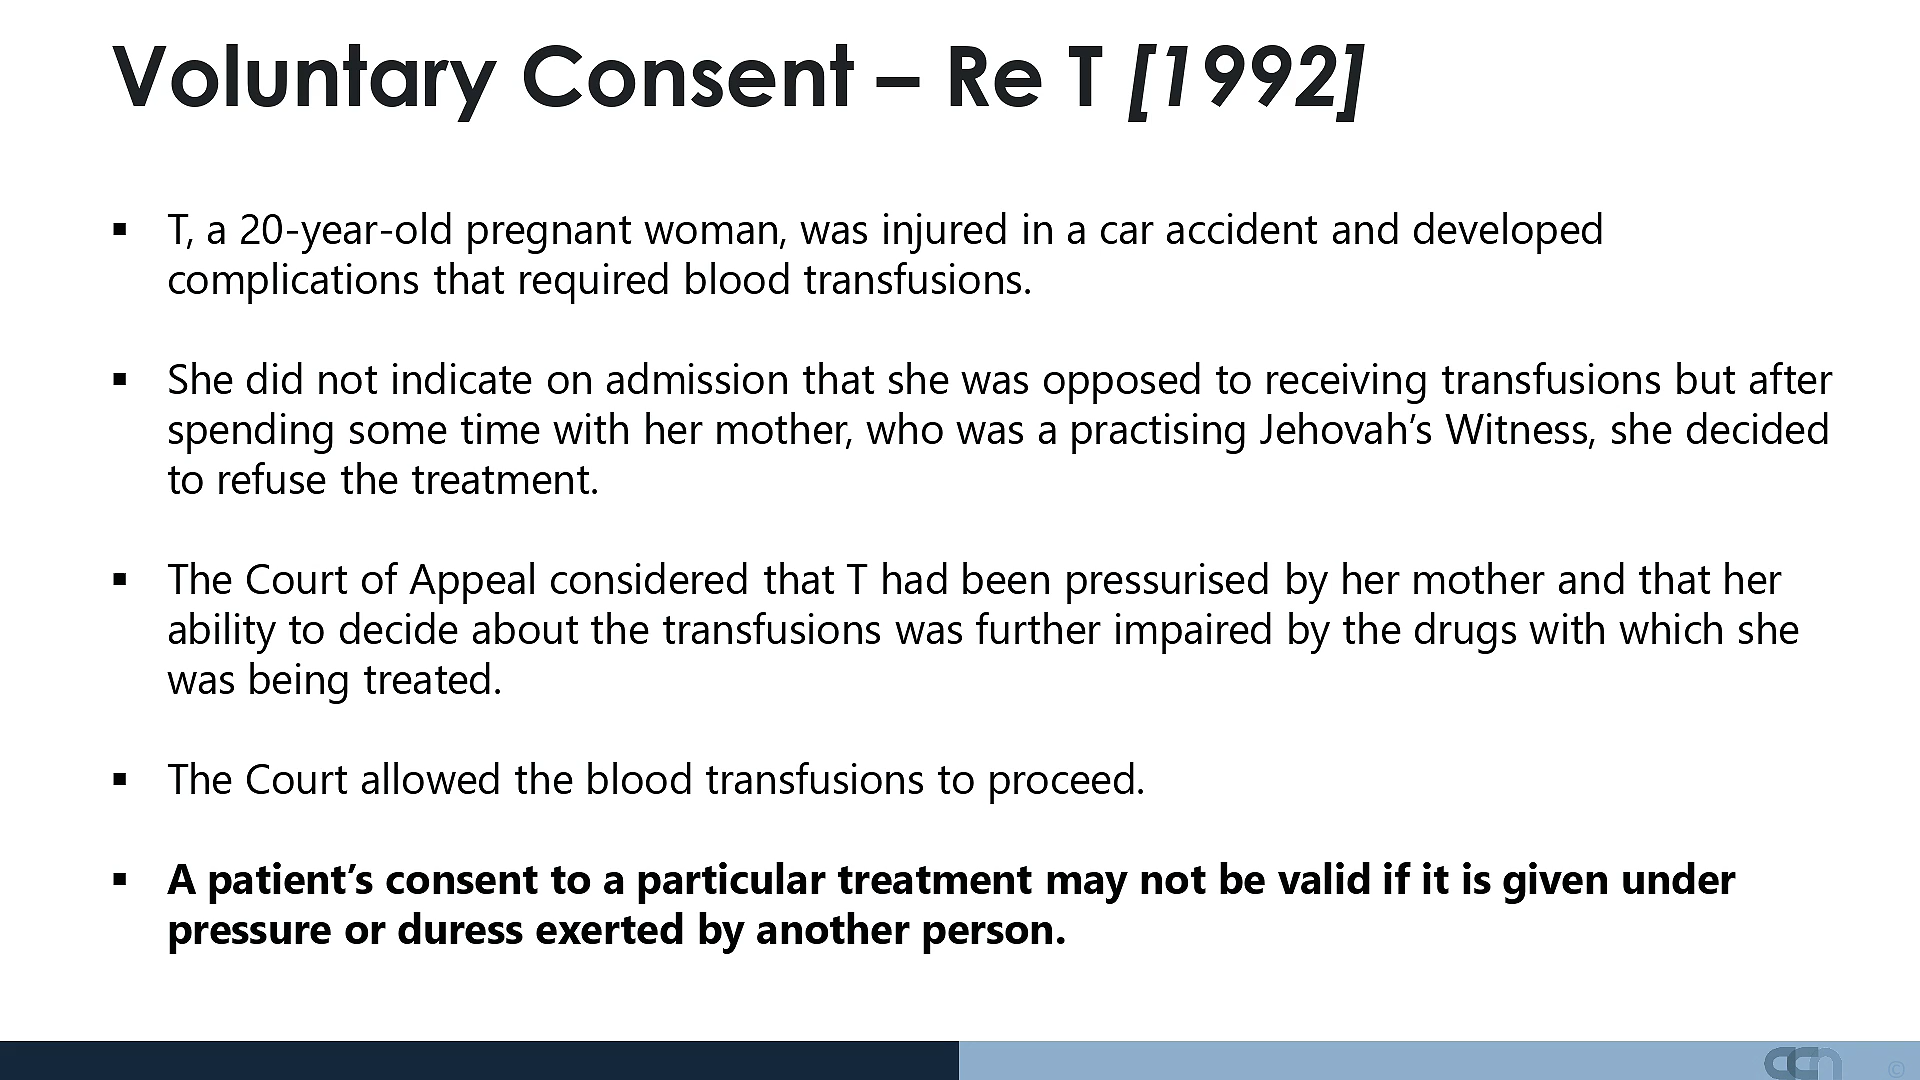 Voluntary Consent – Re T [1992]
▪ T, a 20-year-old pregnant woman, was injured in a car accident and developed
complications that required blood transfusions.
▪ She did not indicate on admission that she was opposed to receiving transfusions but after
spending some time with her mother, who was a practising Jehovah’s Witness, she decided
to refuse the treatment.
▪ The Court of Appeal considered that T had been pressurised by her mother and that her
ability to decide about the transfusions was further impaired by the drugs with which she
was being treated.
▪ The Court allowed the blood transfusions to proceed.
▪ A patient’s consent to a particular treatment may not be valid if it is given under
pressure or duress exerted by another person.
©